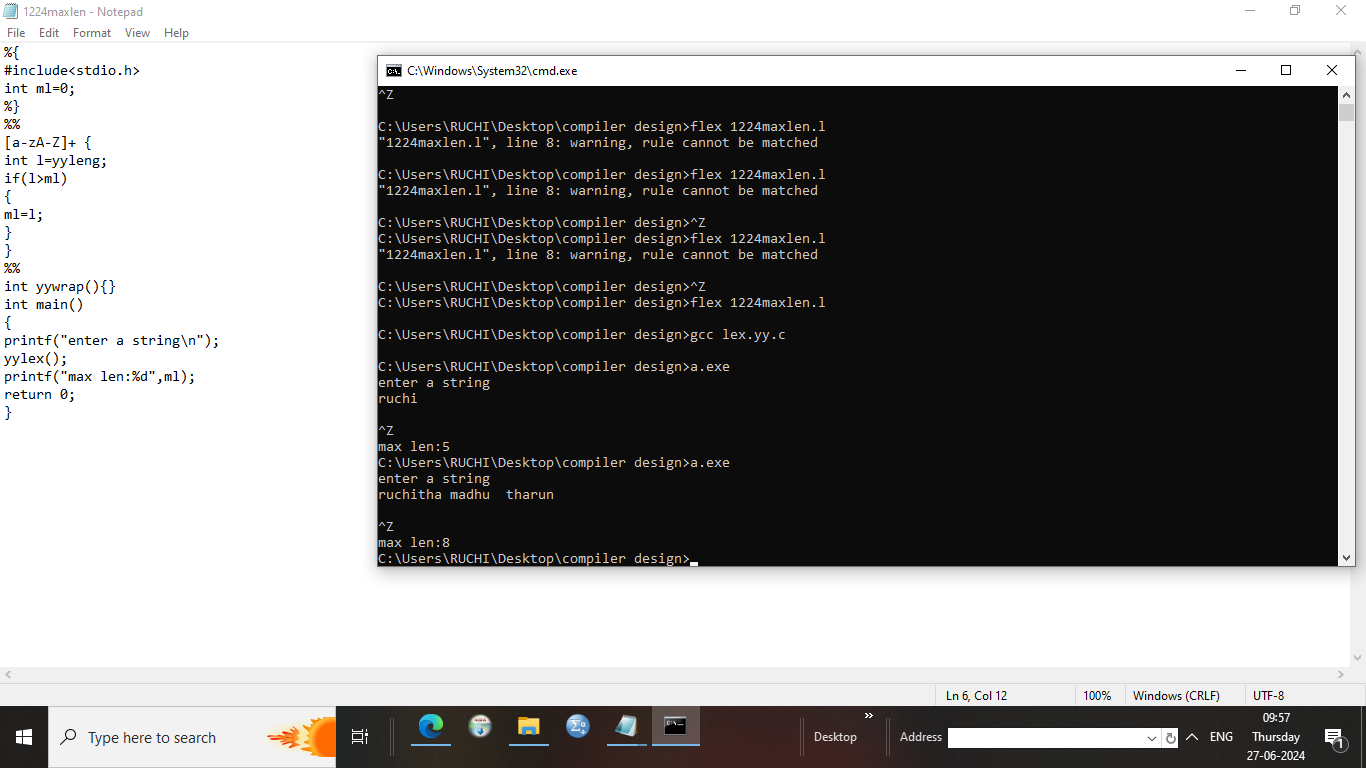 1224maxlen - Notepad
File Edit Format View Help
%{
#include<stdio.h>
int ml=0;
%}
%%
[a-zA-Z]+ {
int l=yyleng;
if(l>ml)
{
ml=l;
}
}
%%
int yywrap(){}
int main()
{
printf("enter a string\n");
yylex();
printf("max len:%d",ml);
return 0;
}
C:\Windows\System32\cmd.exe
^Z
C:\Users\RUCHI\Desktop\compiler design>flex 1224maxlen.l
"1224maxlen.l", line 8: warning, rule cannot be matched
C:\Users\RUCHI\Desktop\compiler design>flex 1224maxlen.l
"1224maxlen.l", line 8: warning, rule cannot be matched
C:\Users\RUCHI\Desktop\compiler design>^Z
C:\Users\RUCHI\Desktop\compiler design>flex 1224maxlen.l
"1224maxlen.l", line 8: warning, rule cannot be matched
C:\Users\RUCHI\Desktop\compiler design>^Z
C:\Users\RUCHI\Desktop\compiler design>flex 1224maxlen.l
C:\Users\RUCHI\Desktop\compiler design>gcc lex.yy.c
C:\Users\RUCHI\Desktop\compiler design>a.exe
enter a string
ruchi
^Z
max len:5
C:\Users\RUCHI\Desktop\compiler design>a.exe
enter a string
ruchitha madhu  tharun
^Z
max len:8
C:\Users\RUCHI\Desktop\compiler design>
Ln 6, Col 12 100% Windows (CRLF) UTF-8
Type here to search
Desktop
Address
ENG
09:57
Thursday
27-06-2024
1